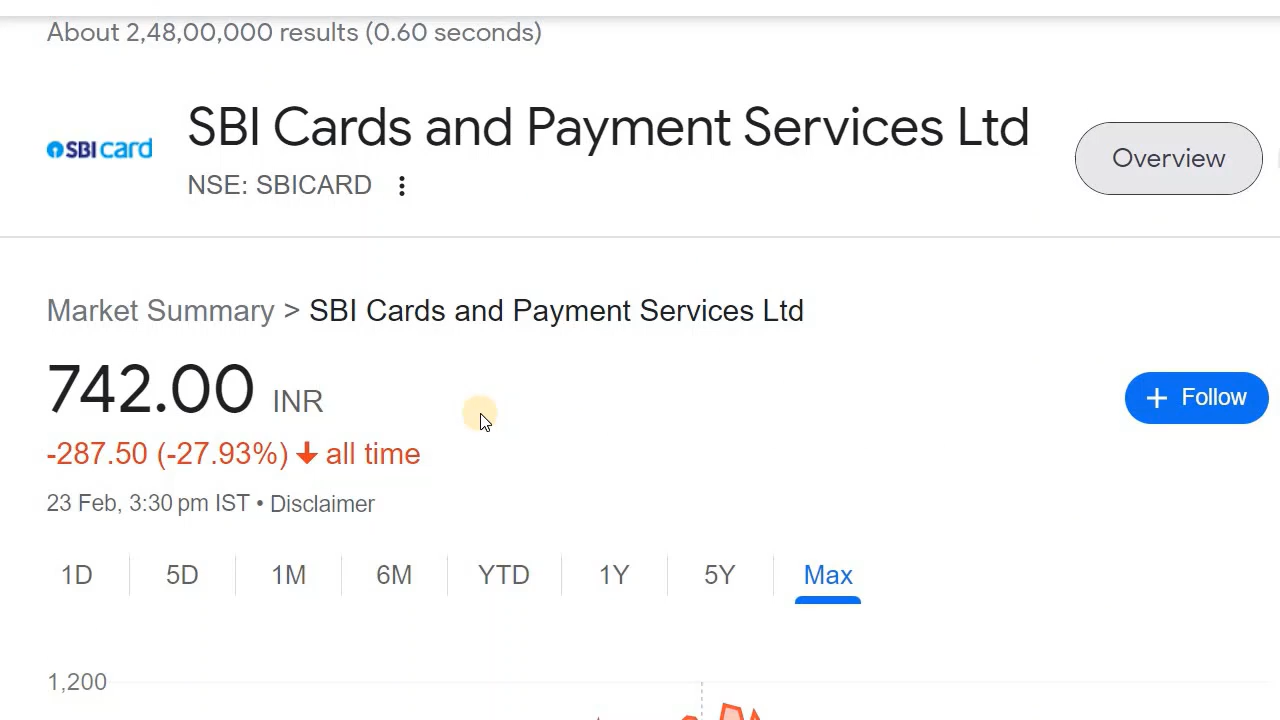 About 2,48,00,000 results (0.60 seconds)
SBI card
SBI Cards and Payment Services Ltd
NSE: SBICARD
Overview
Market Summary > SBI Cards and Payment Services Ltd
742.00 INR
+ Follow
-287.50 (-27.93%) ↓ all time
23 Feb, 3:30 pm IST • Disclaimer
1D 5D 1M 6M YTD 1Y 5Y Max
1,200